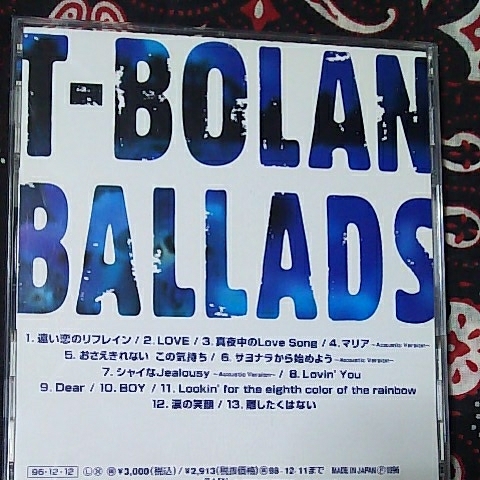 T-BOLAN
BALLADS
1. 遠い恋のリフレイン / 2. LOVE / 3. 真夜中のLove Song / 4. マリア ~Acoustic Version~
5. おさえきれない この気持ち / 6. サヨナラから始めよう ~Acoustic Version~
7. シャイなJealousy ~Acoustic Version~ / 8. Lovin' You
9. Dear / 10. BOY / 11. Lookin' for the eighth color of the rainbow
12. 涙の笑顔 / 13. 離したくはない
96・12・12 Ⓛ Ⓧ ¥3,000(税込) / ¥2,913(税抜価格) 98・12・11まで MADE IN JAPAN Ⓟ1996